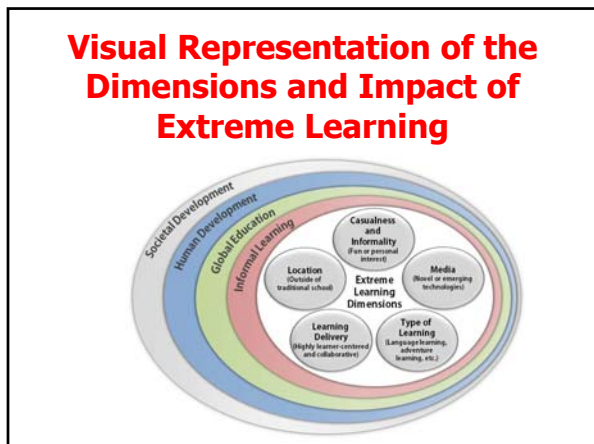 Visual Representation of the
Dimensions and Impact of
Extreme Learning
Societal Development
Human Development
Global Education
Informal Learning
Casualness
and
Informality
(Fun or personal
interest)
Location
(Outside of
traditional school)
Extreme
Learning
Dimensions
Media
(Novel or emerging
technologies)
Learning
Delivery
(Highly learner-centered
and collaborative)
Type of
Learning
(Language learning,
adventure
learning, etc.)